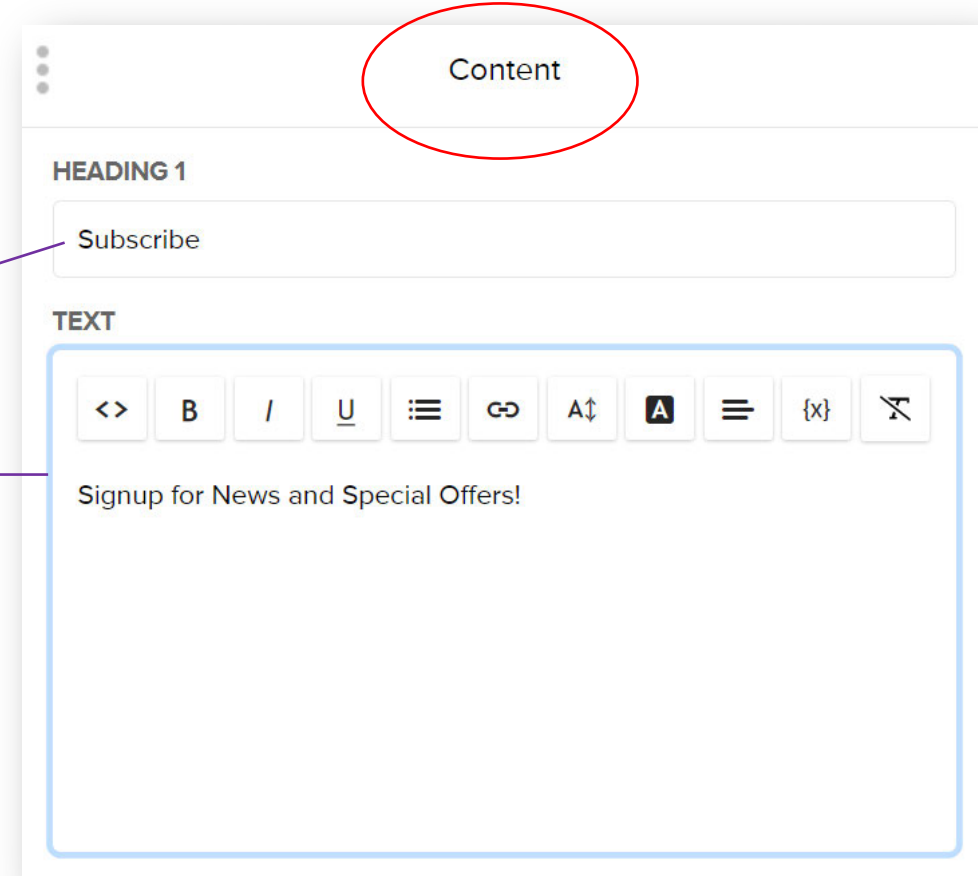 Content
HEADING 1
Subscribe
TEXT
<> B I U A A {x} T
Signup for News and Special Offers!